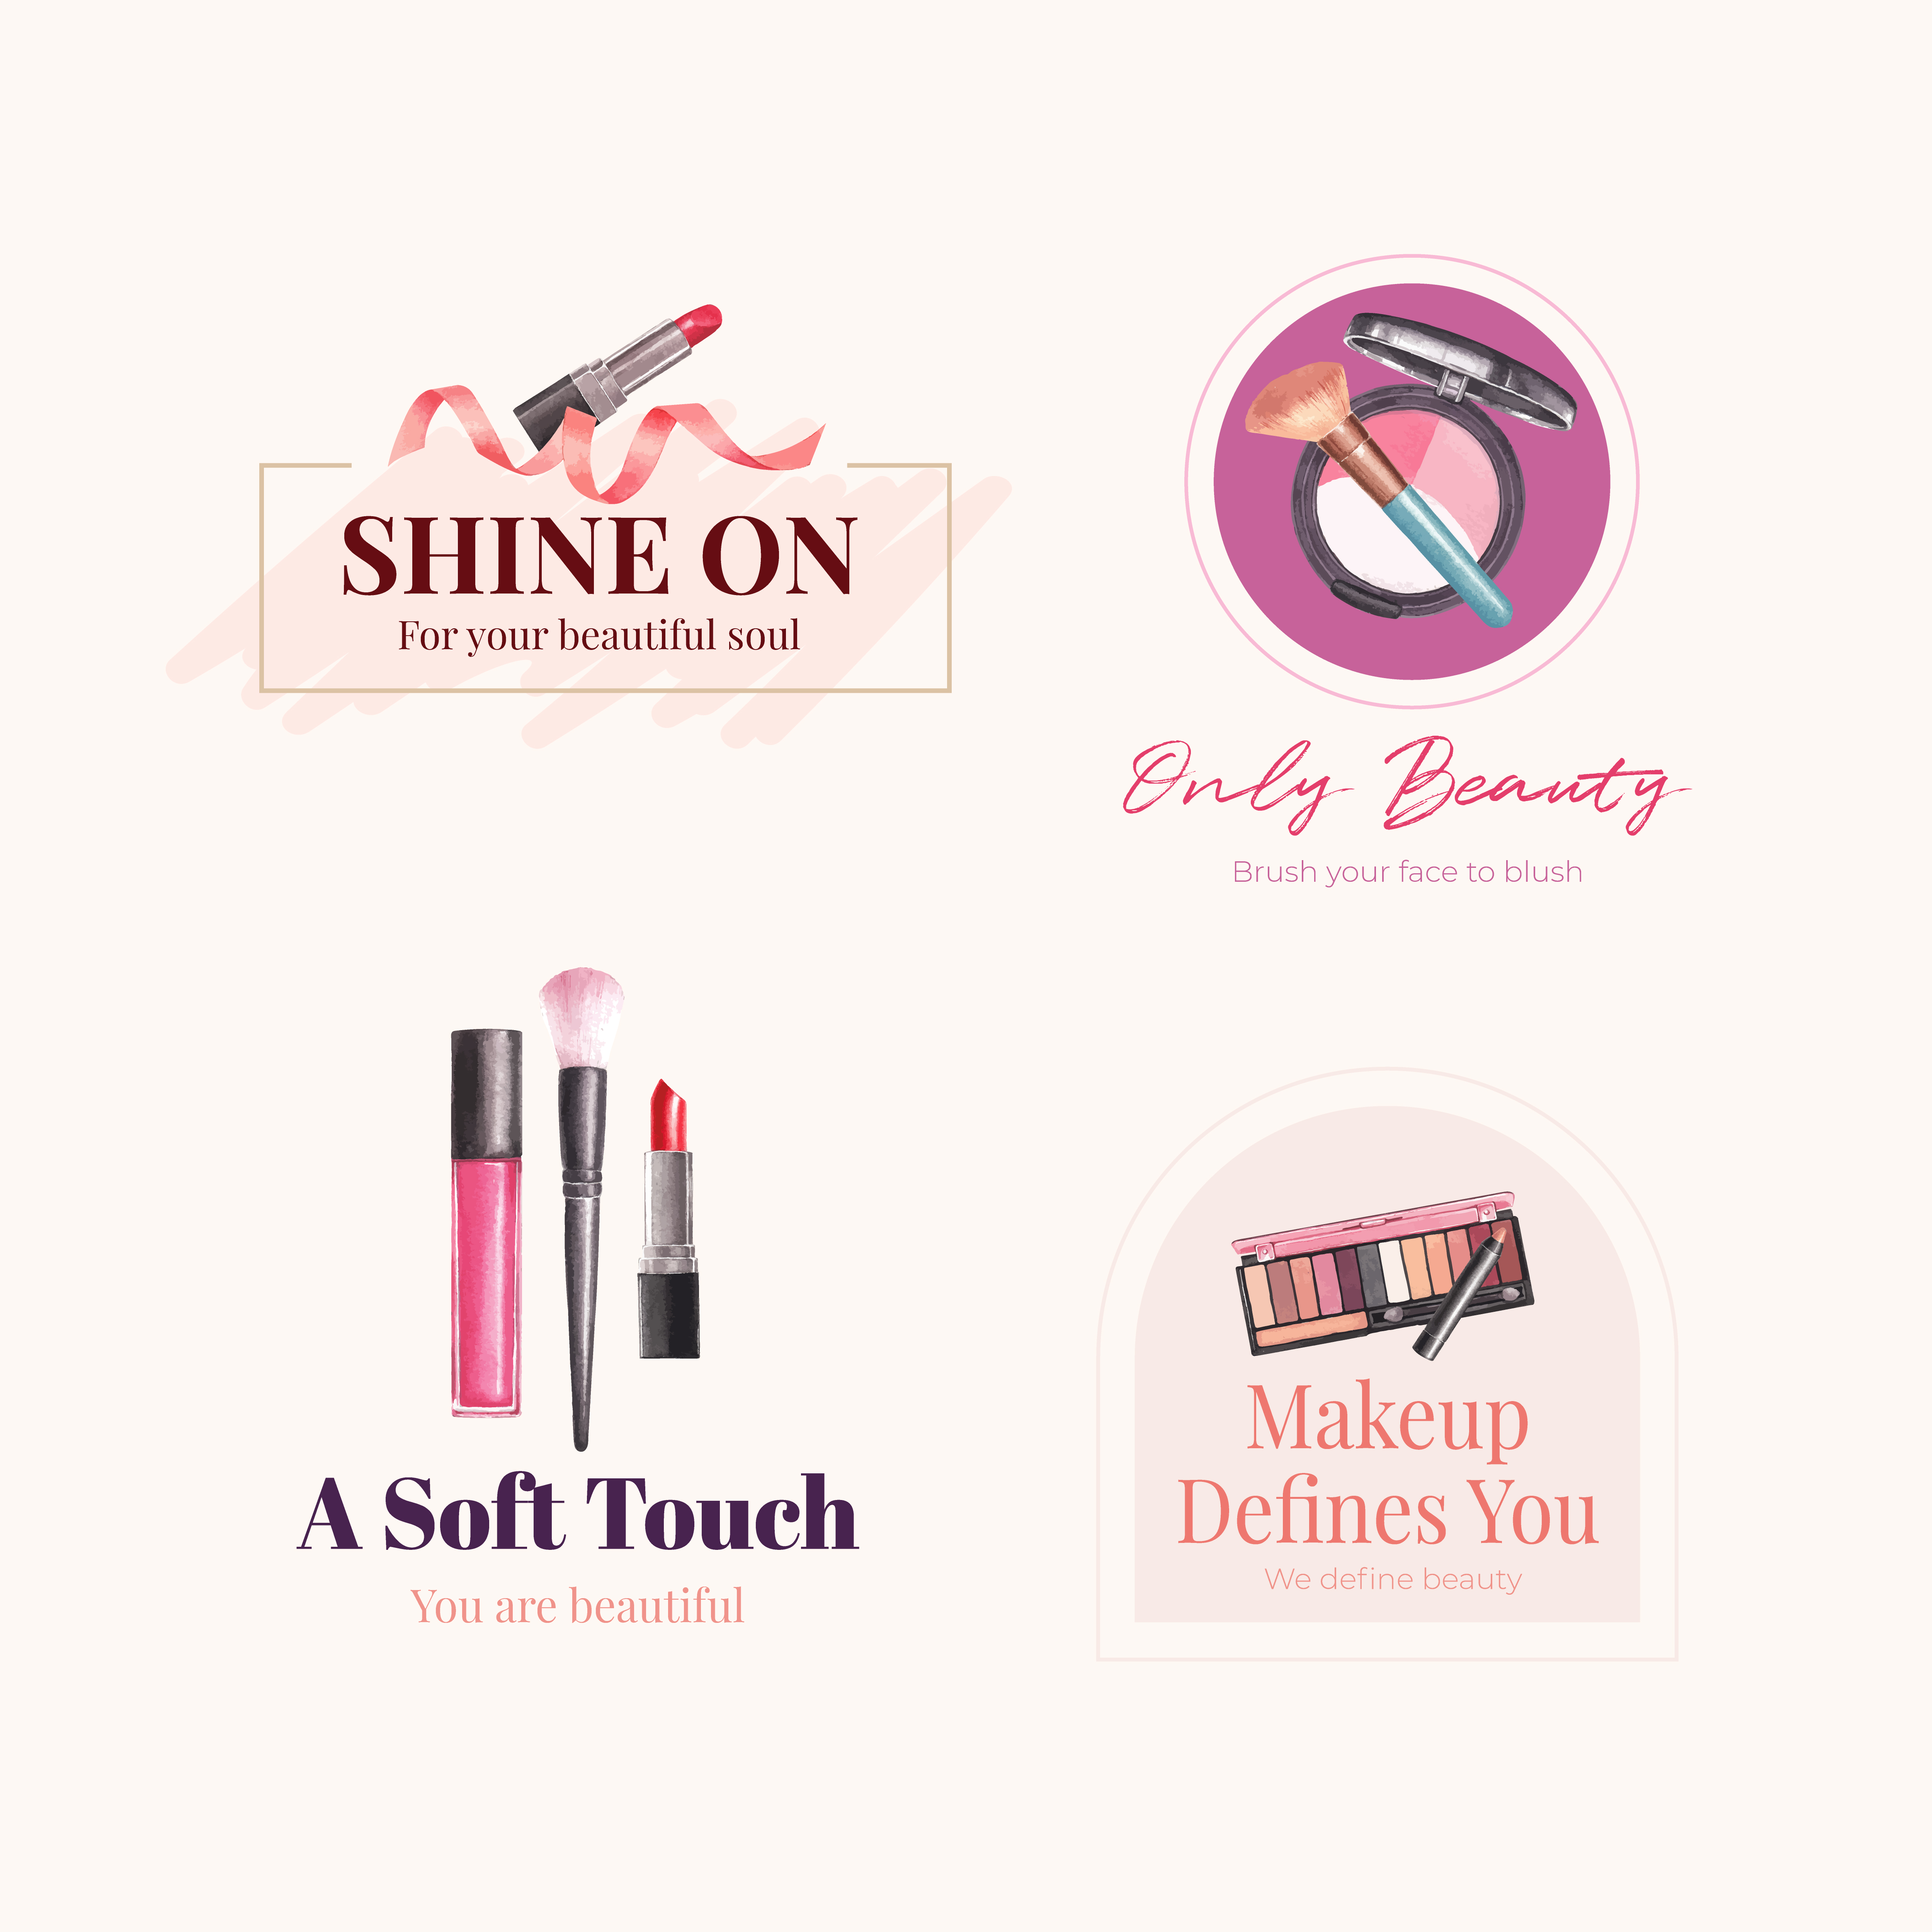 SHINE ON
For your beautiful soul
Only Beauty
Brush your face to blush
A Soft Touch
You are beautiful
Makeup
Defines You
We define beauty